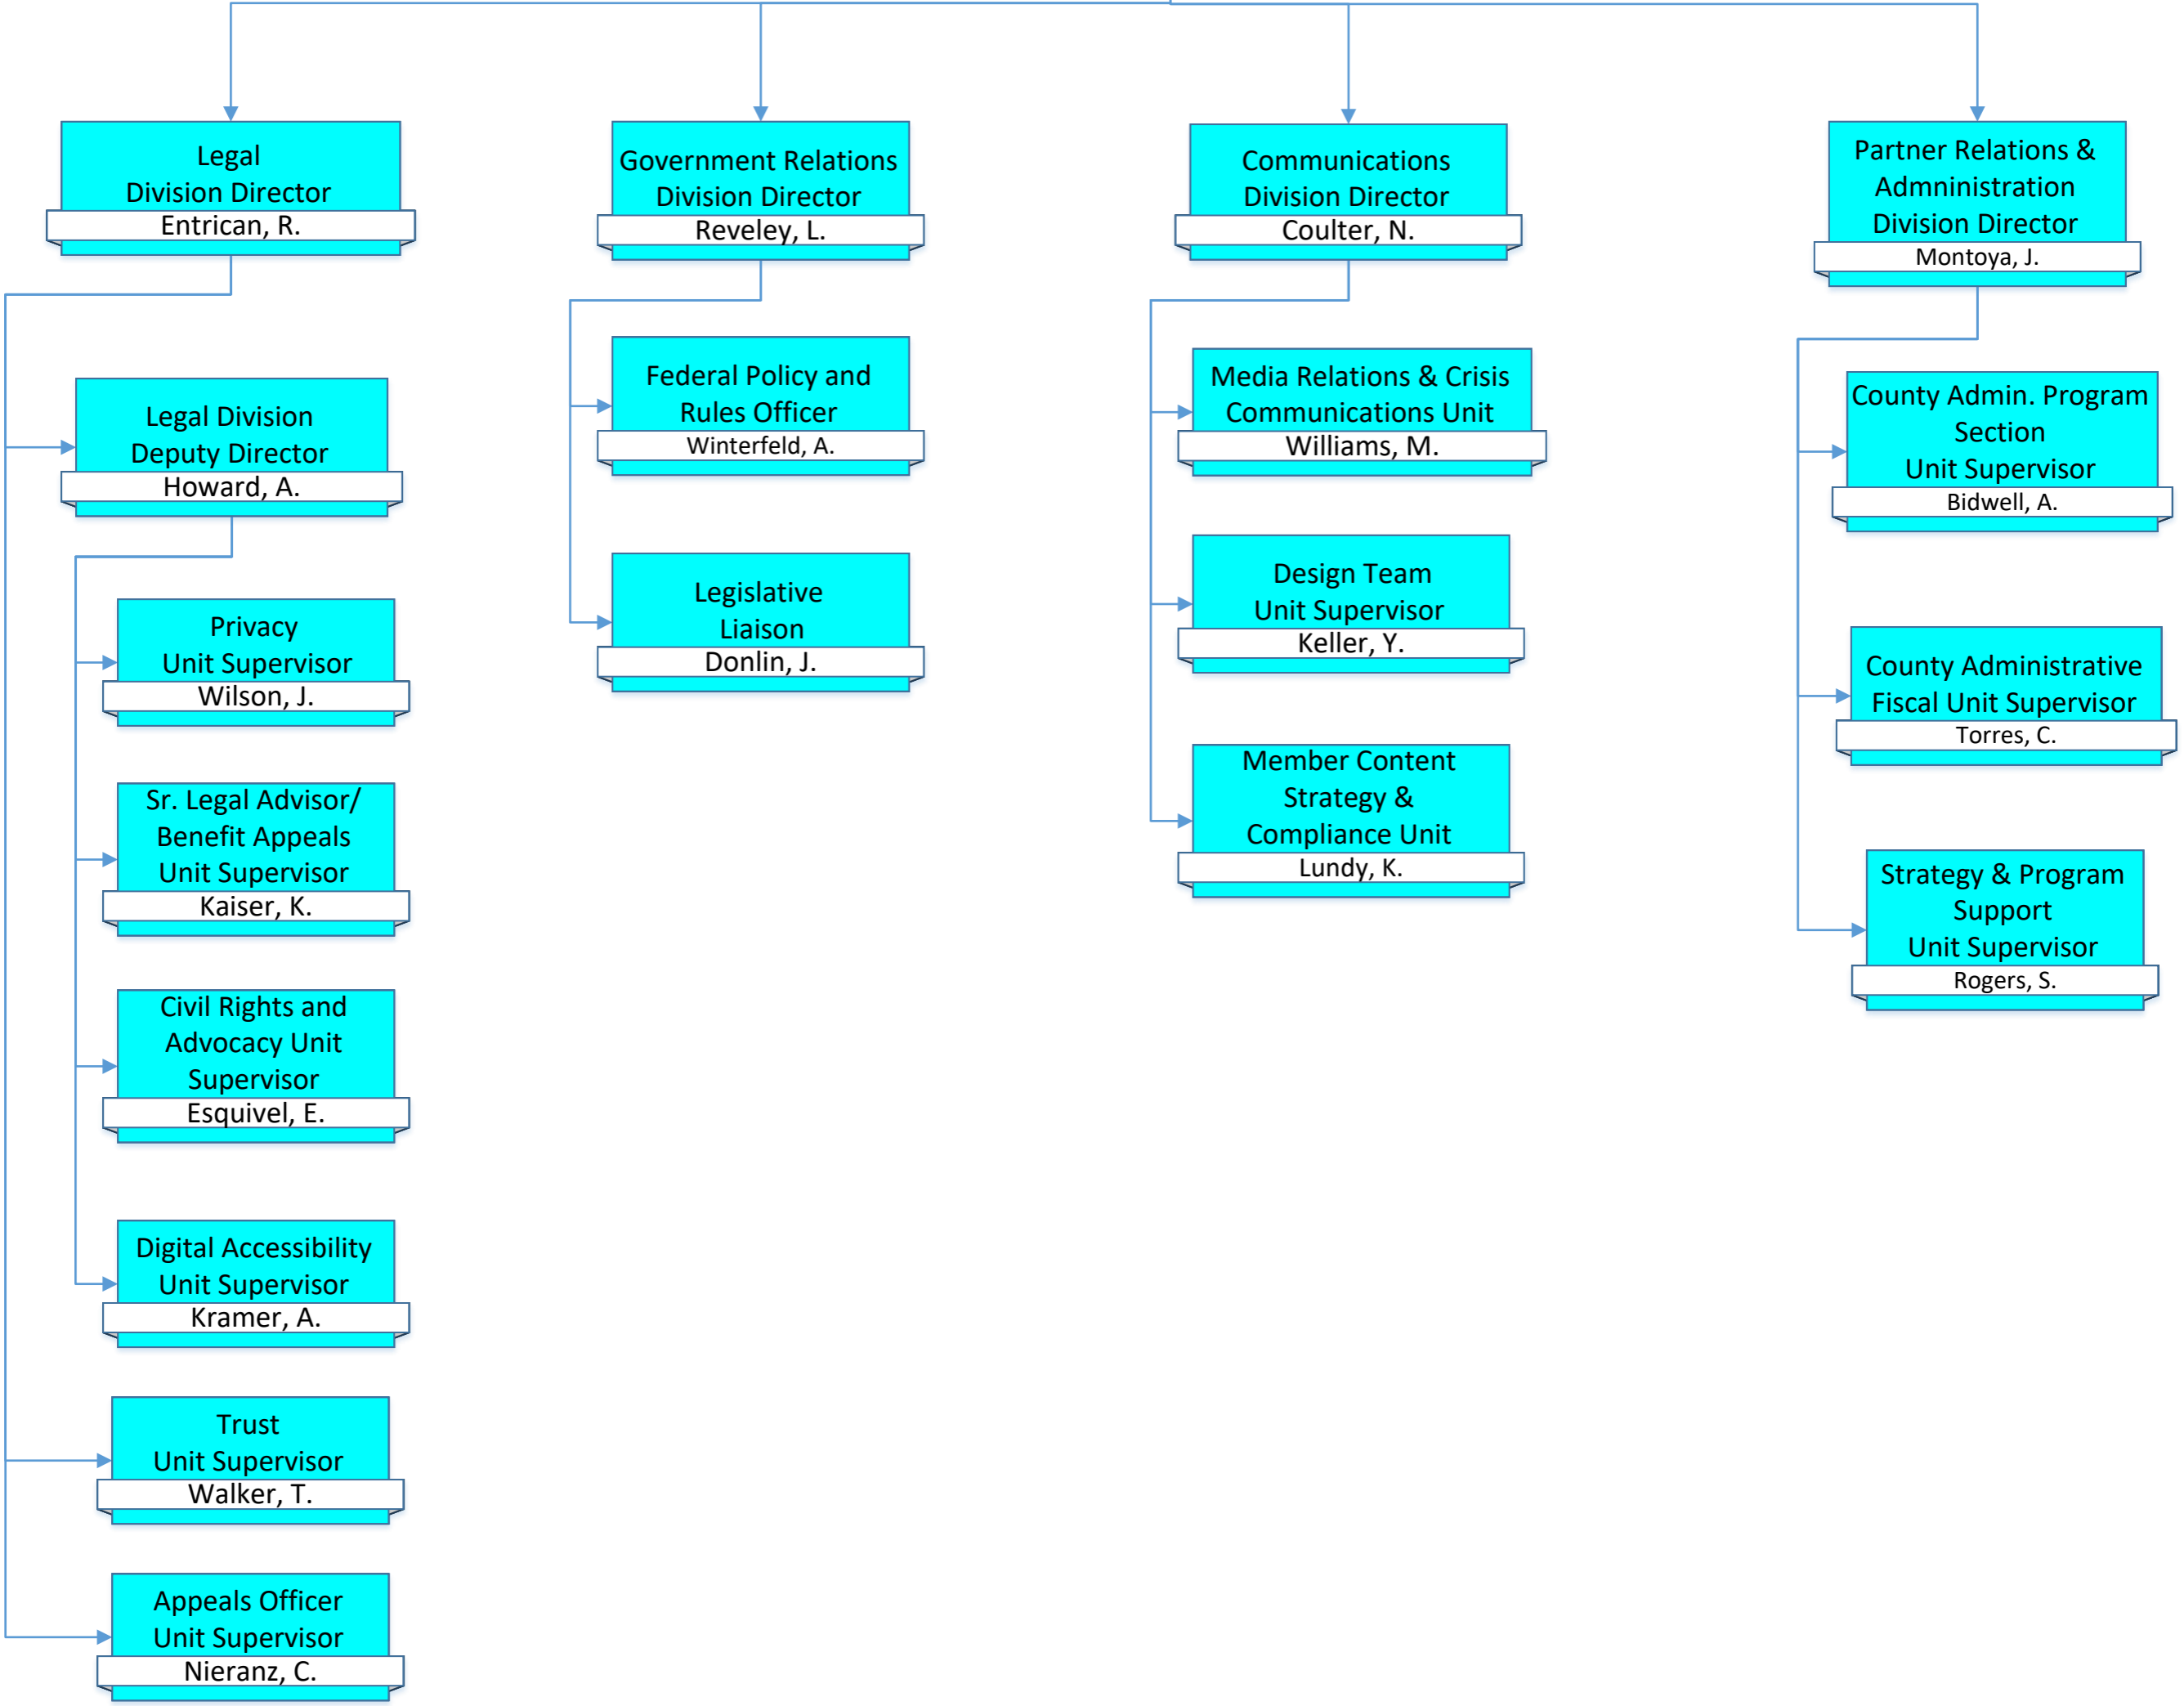 Legal
Division Director
Entrican, R.
Government Relations
Division Director
Reveley, L.
Communications
Division Director
Coulter, N.
Partner Relations &
Admninistration
Division Director
Montoya, J.
Legal Division
Deputy Director
Howard, A.
Privacy
Unit Supervisor
Wilson, J.
Sr. Legal Advisor/
Benefit Appeals
Unit Supervisor
Kaiser, K.
Civil Rights and
Advocacy Unit
Supervisor
Esquivel, E.
Digital Accessibility
Unit Supervisor
Kramer, A.
Trust
Unit Supervisor
Walker, T.
Appeals Officer
Unit Supervisor
Nieranz, C.
Federal Policy and
Rules Officer
Winterfeld, A.
Legislative
Liaison
Donlin, J.
Media Relations & Crisis
Communications Unit
Williams, M.
Design Team
Unit Supervisor
Keller, Y.
Member Content
Strategy &
Compliance Unit
Lundy, K.
County Admin. Program
Section
Unit Supervisor
Bidwell, A.
County Administrative
Fiscal Unit Supervisor
Torres, C.
Strategy & Program
Support
Unit Supervisor
Rogers, S.